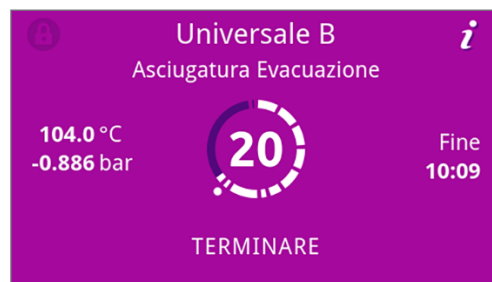 Universale B
i
Asciugatura Evacuazione
104.0 °C
-0.886 bar
20
Fine
10:09
TERMINARE